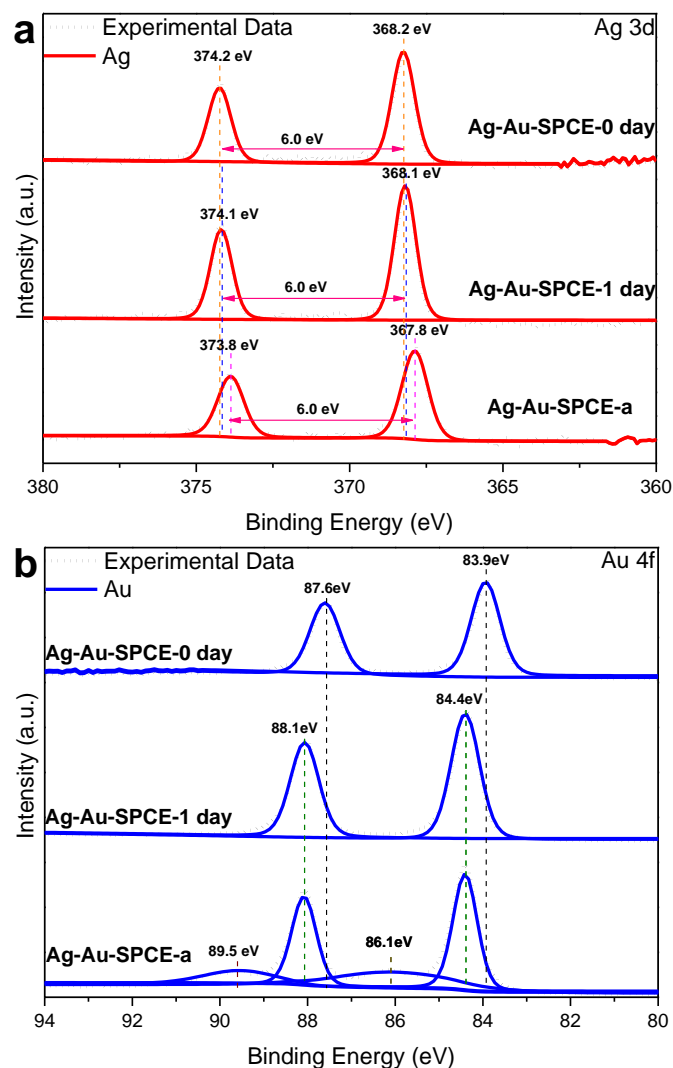 a
Experimental Data
Ag
Ag 3d
374.2 eV
368.2 eV
6.0 eV
Ag-Au-SPCE-0 day
374.1 eV
368.1 eV
6.0 eV
Ag-Au-SPCE-1 day
373.8 eV
367.8 eV
6.0 eV
Ag-Au-SPCE-a
Intensity (a.u.)
380 375 370 365 360
Binding Energy (eV)
b
Experimental Data
Au
Au 4f
87.6eV
83.9eV
Ag-Au-SPCE-0 day
88.1eV
84.4eV
Ag-Au-SPCE-1 day
Ag-Au-SPCE-a
89.5 eV
86.1eV
Intensity (a.u.)
94 92 90 88 86 84 82 80
Binding Energy (eV)